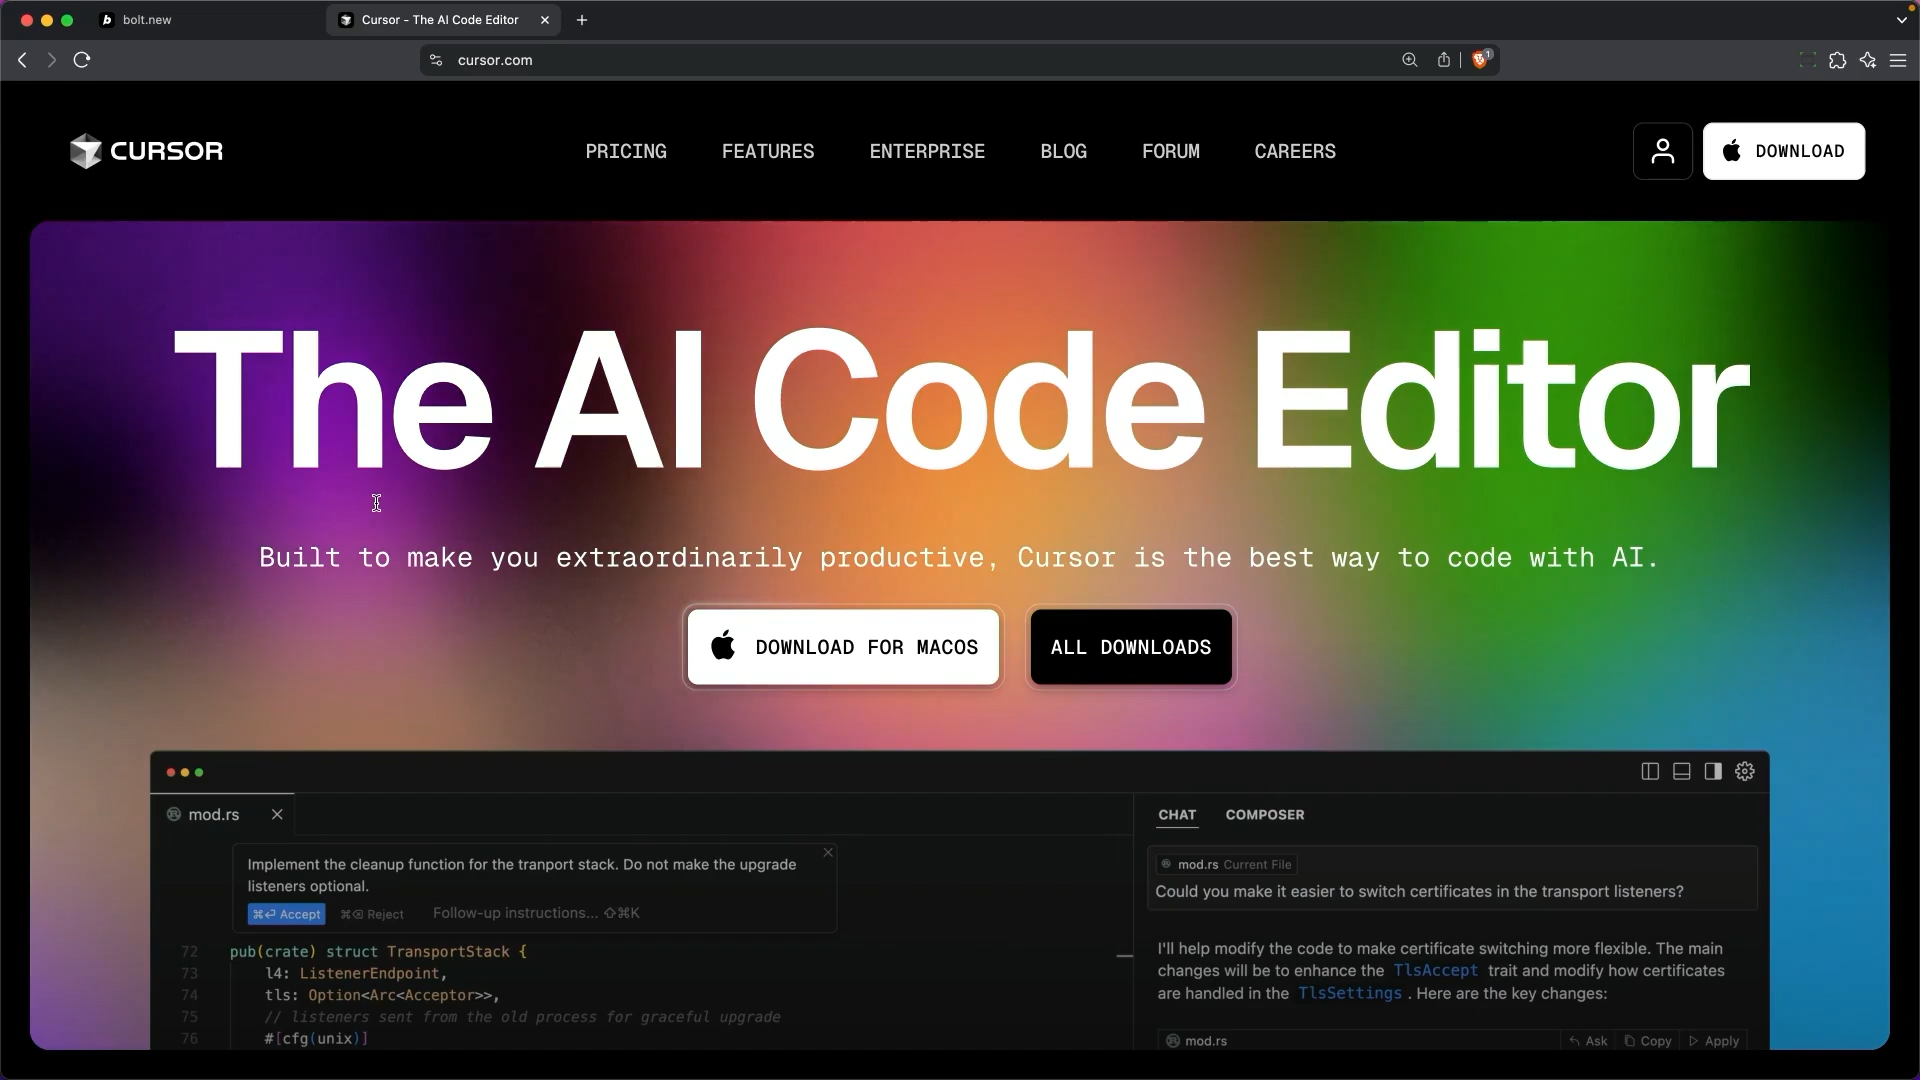 bolt.new
Cursor - The AI Code Editor
cursor.com
1
CURSOR
PRICING FEATURES ENTERPRISE BLOG FORUM CAREERS
DOWNLOAD
The AI Code Editor
Built to make you extraordinarily productive, Cursor is the best way to code with AI.
DOWNLOAD FOR MACOS
ALL DOWNLOADS
mod.rs
Implement the cleanup function for the tranport stack. Do not make the upgrade
listeners optional.
⌘⏎ Accept ⌘⌫ Reject Follow-up instructions... ⇧⌘K
72 pub(crate) struct TransportStack {
73 l4: ListenerEndpoint,
74 tls: Option<Arc<Acceptor>>,
75 // listeners sent from the old process for graceful upgrade
76 #[cfg(unix)]
CHAT COMPOSER
mod.rs Current File
Could you make it easier to switch certificates in the transport listeners?
I'll help modify the code to make certificate switching more flexible. The main
changes will be to enhance the TlsAccept trait and modify how certificates
are handled in the TlsSettings . Here are the key changes:
mod.rs Ask Copy Apply